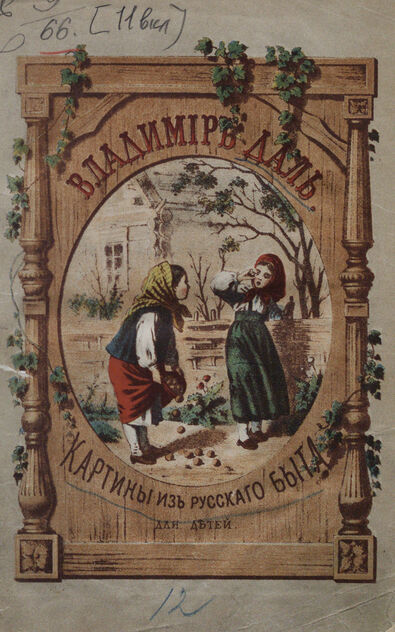 66. [11 вкл]
ВЛАДИМІРЪ ДАЛЬ.
КАРТИНЫ ИЗЪ РУССКАГО БЫТА
ДЛЯ ДѢТЕЙ.
12